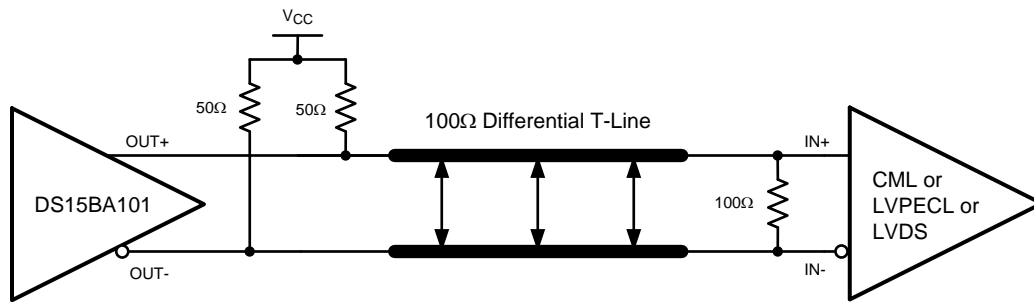 VCC
50Ω
50Ω
100Ω Differential T-Line
OUT+
IN+
DS15BA101
100Ω
CML or
LVPECL or
LVDS
OUT-
IN-